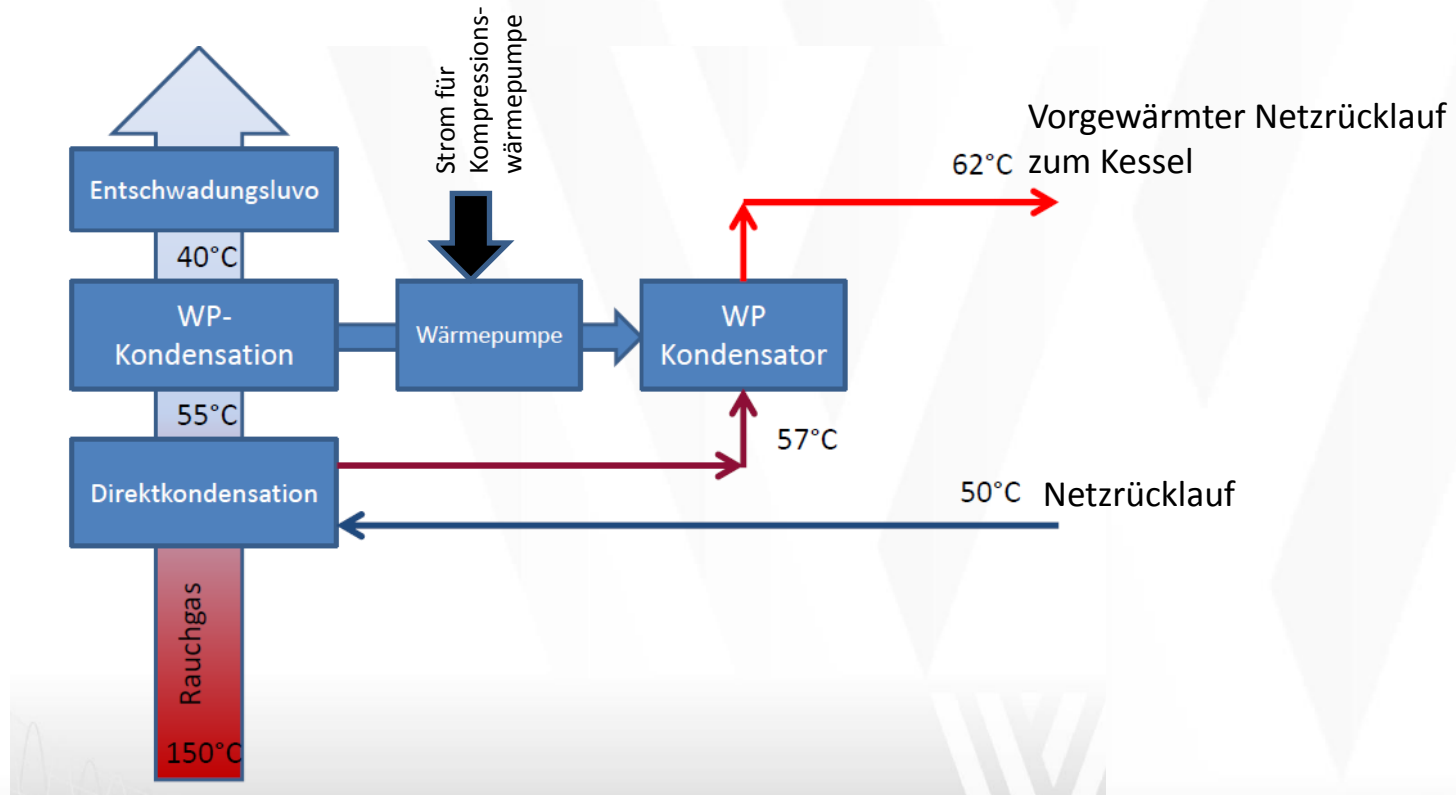 Strom für
Kompressions-
wärmepumpe
Vorgewärmter Netzrücklauf
62°C zum Kessel
Entschwadungsluvo
40°C
WP-
Kondensation
Wärmepumpe
WP
Kondensator
55°C
57°C
Direktkondensation
50°C Netzrücklauf
Rauchgas
150°C